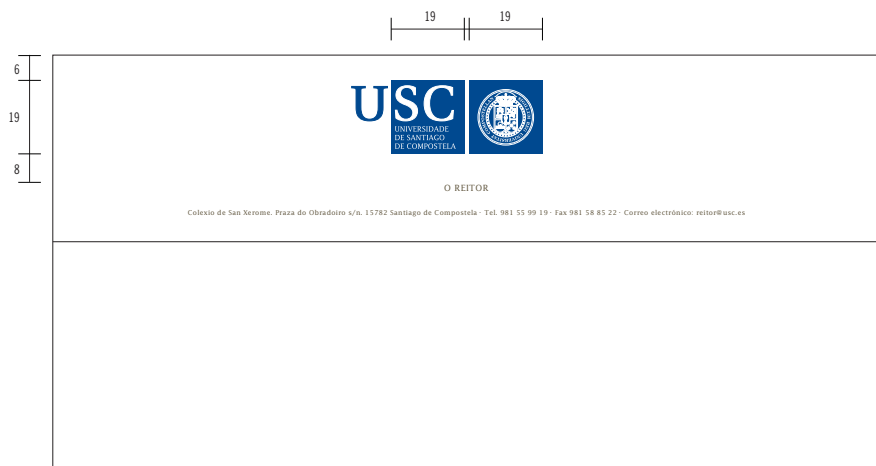 19 19
6
19
8
USC
UNIVERSIDADE
DE SANTIAGO
DE COMPOSTELA
O REITOR
Colexio de San Xerome. Praza do Obradoiro s/n. 15782 Santiago de Compostela · Tel. 981 55 99 19 · Fax 981 58 85 22 · Correo electrónico: reitor@usc.es